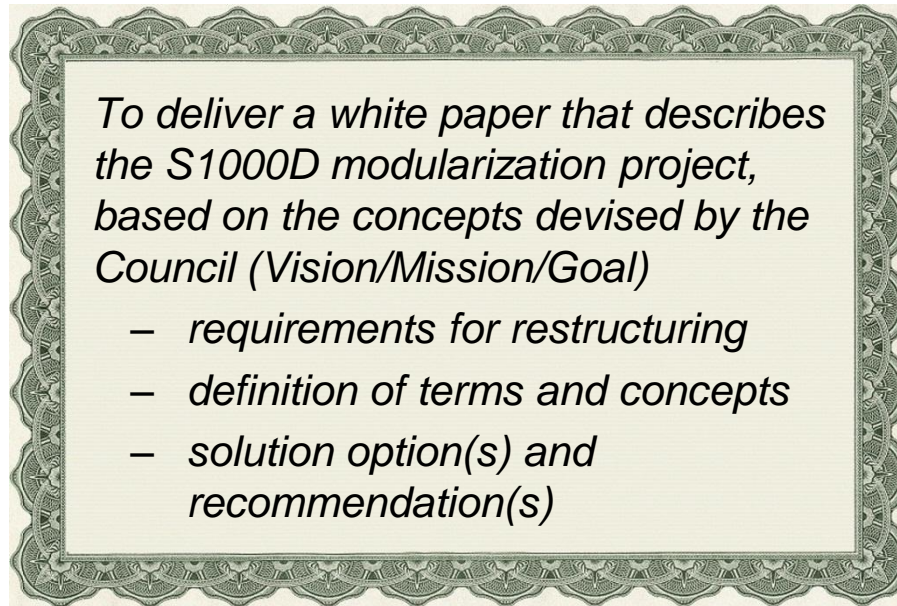 To deliver a white paper that describes
the S1000D modularization project,
based on the concepts devised by the
Council (Vision/Mission/Goal)
– requirements for restructuring
– definition of terms and concepts
– solution option(s) and
recommendation(s)